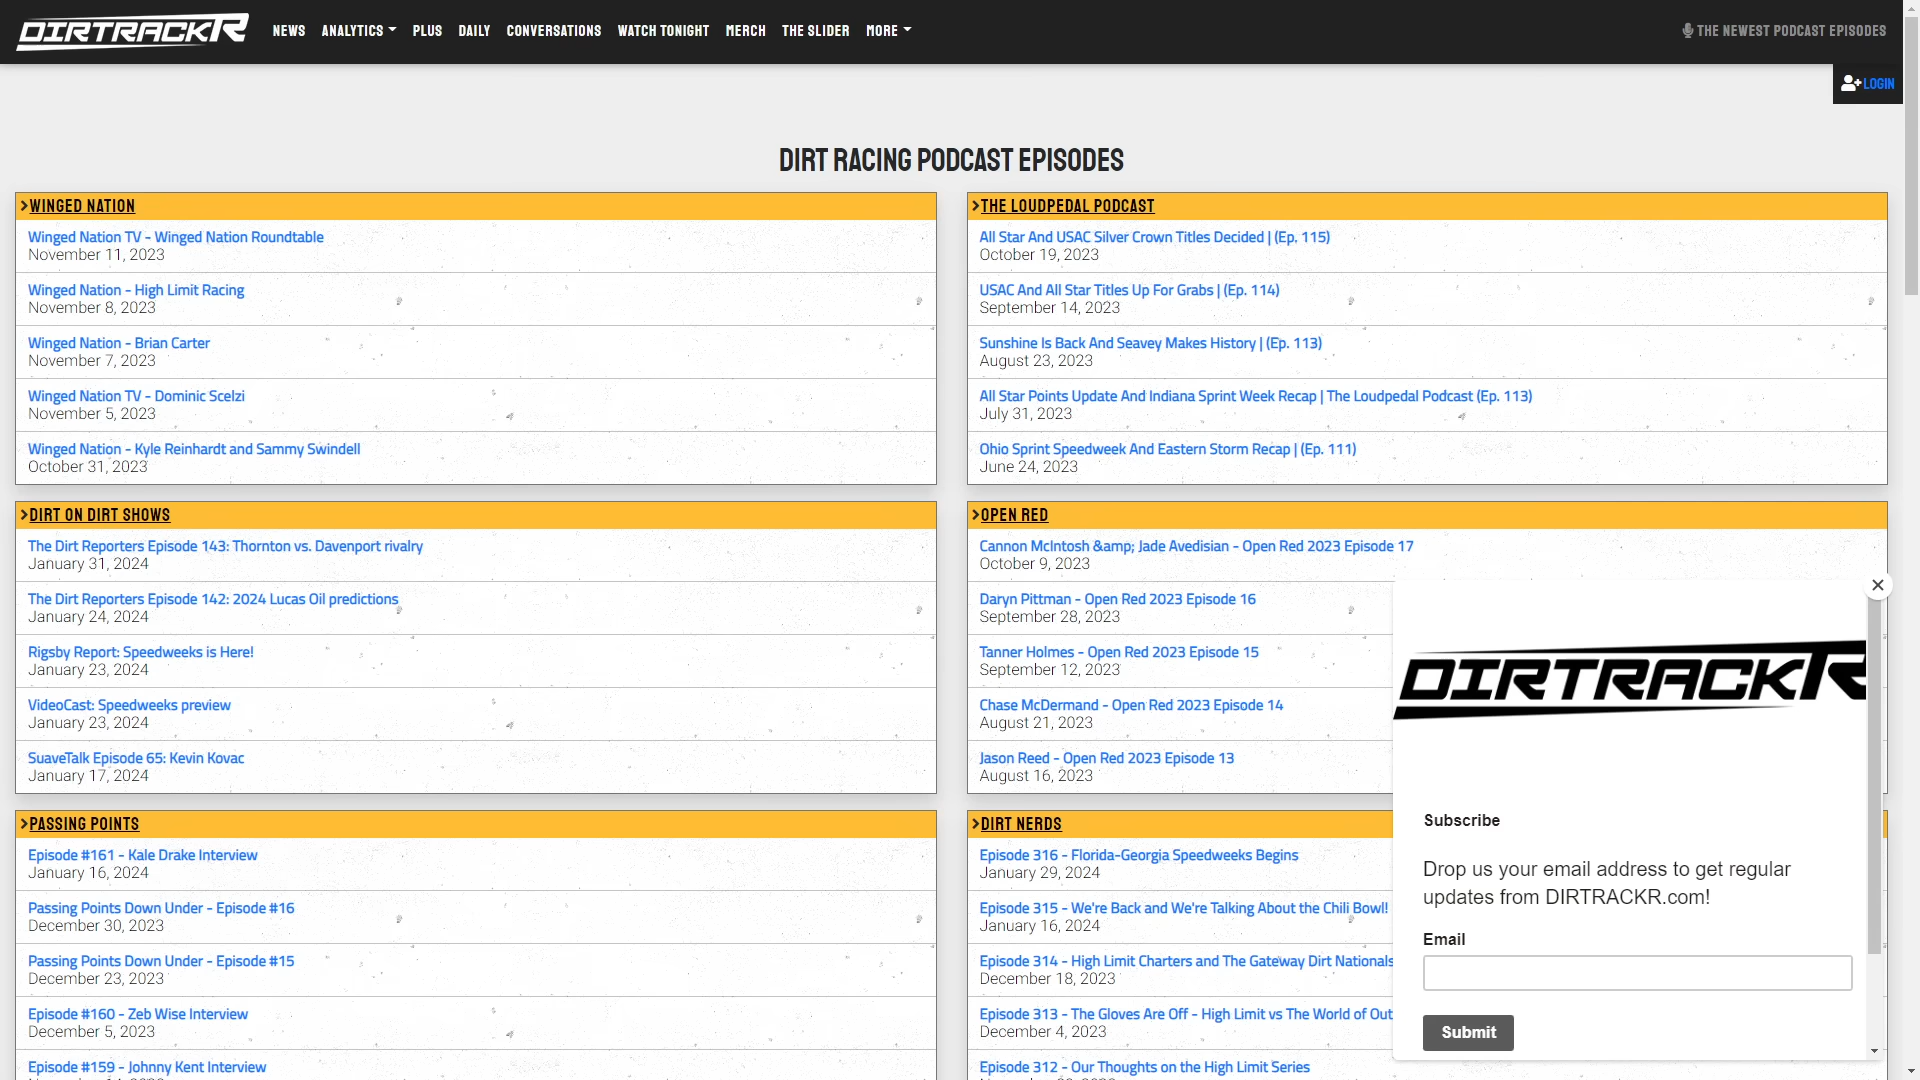 DIRTRACKR
NEWS ANALYTICS PLUS DAILY CONVERSATIONS WATCH TONIGHT MERCH THE SLIDER MORE
THE NEWEST PODCAST EPISODES
LOGIN
DIRT RACING PODCAST EPISODES
WINGED NATION
Winged Nation TV - Winged Nation Roundtable
November 11, 2023
Winged Nation - High Limit Racing
November 8, 2023
Winged Nation - Brian Carter
November 7, 2023
Winged Nation TV - Dominic Scelzi
November 5, 2023
Winged Nation - Kyle Reinhardt and Sammy Swindell
October 31, 2023
THE LOUDPEDAL PODCAST
All Star And USAC Silver Crown Titles Decided | (Ep. 115)
October 19, 2023
USAC And All Star Titles Up For Grabs | (Ep. 114)
September 14, 2023
Sunshine Is Back And Seavey Makes History | (Ep. 113)
August 23, 2023
All Star Points Update And Indiana Sprint Week Recap | The Loudpedal Podcast (Ep. 113)
July 31, 2023
Ohio Sprint Speedweek And Eastern Storm Recap | (Ep. 111)
June 24, 2023
DIRT ON DIRT SHOWS
The Dirt Reporters Episode 143: Thornton vs. Davenport rivalry
January 31, 2024
The Dirt Reporters Episode 142: 2024 Lucas Oil predictions
January 24, 2024
Rigsby Report: Speedweeks is Here!
January 23, 2024
VideoCast: Speedweeks preview
January 23, 2024
SuaveTalk Episode 65: Kevin Kovac
January 17, 2024
OPEN RED
Cannon McIntosh &amp; Jade Avedisian - Open Red 2023 Episode 17
October 9, 2023
Daryn Pittman - Open Red 2023 Episode 16
September 28, 2023
Tanner Holmes - Open Red 2023 Episode 15
September 12, 2023
Chase McDermand - Open Red 2023 Episode 14
August 21, 2023
Jason Reed - Open Red 2023 Episode 13
August 16, 2023
PASSING POINTS
Episode #161 - Kale Drake Interview
January 16, 2024
Passing Points Down Under - Episode #16
December 30, 2023
Passing Points Down Under - Episode #15
December 23, 2023
Episode #160 - Zeb Wise Interview
December 5, 2023
Episode #159 - Johnny Kent Interview
DIRT NERDS
Episode 316 - Florida-Georgia Speedweeks Begins
January 29, 2024
Episode 315 - We're Back and We're Talking About the Chili Bowl!
January 16, 2024
Episode 314 - High Limit Charters and The Gateway Dirt Nationals
December 18, 2023
Episode 313 - The Gloves Are Off - High Limit vs The World of Out
December 4, 2023
Episode 312 - Our Thoughts on the High Limit Series
DIRTRACKR
Subscribe
Drop us your email address to get regular
updates from DIRTRACKR.com!
Email
Submit